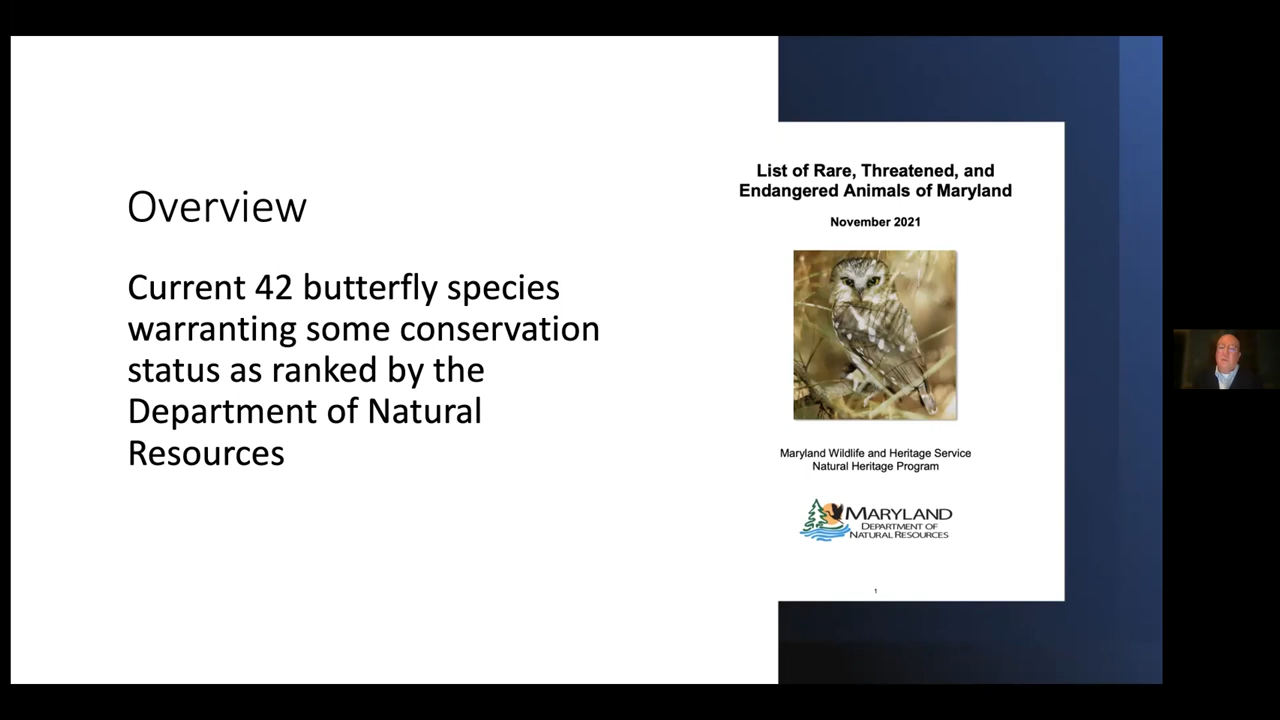 Overview
Current 42 butterfly species
warranting some conservation
status as ranked by the
Department of Natural
Resources
List of Rare, Threatened, and
Endangered Animals of Maryland
November 2021
Maryland Wildlife and Heritage Service
Natural Heritage Program
MARYLAND
DEPARTMENT OF
NATURAL RESOURCES
1